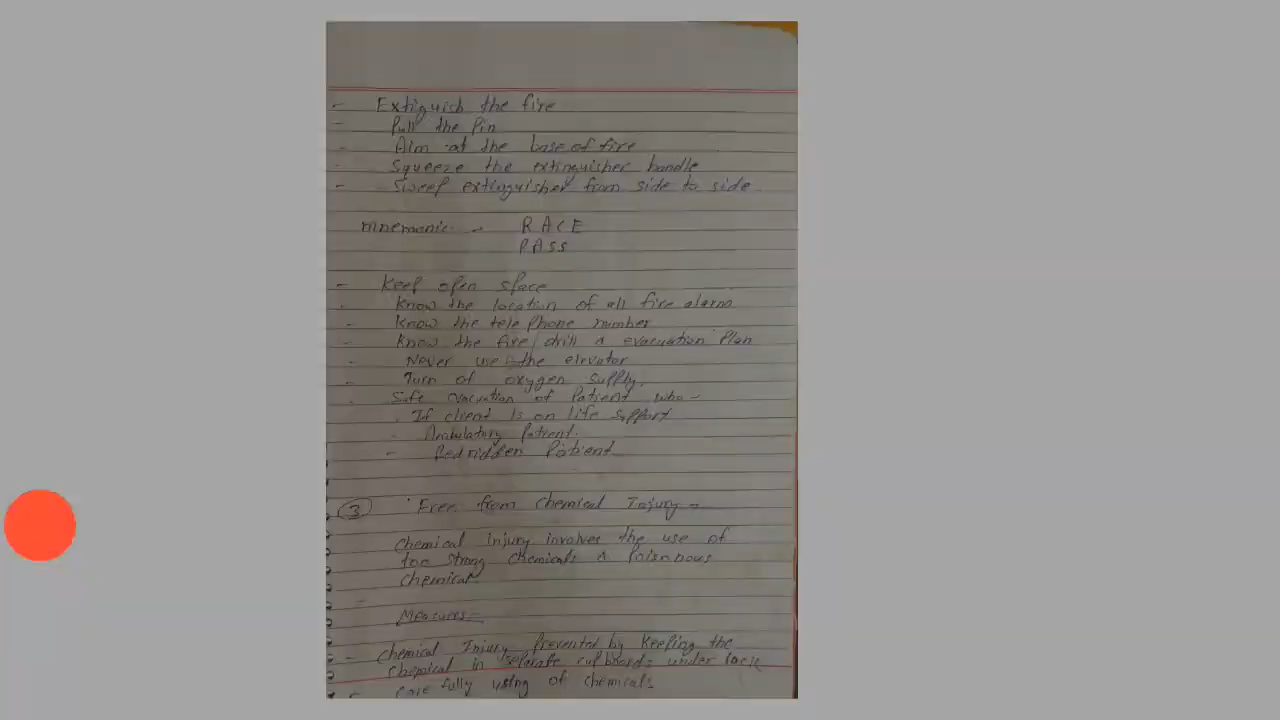 - Extiguish the fire
- Pull the Pin
- Aim at the base of fire
- Squeeze the extinguisher handle
- Sweep extinguisher from side to side
mnemonic - RACE
PASS
- Keep open space
- Know the location of all fire alarm
- Know the telephone number
- Know the fire drill & evacuation Plan
- Never use the elevator
- Turn of oxygen supply.
- Safe evacuation of Patient who -
- If client is on life support
- Ambulatory Patient.
- Bedridden Patient
3 Free from Chemical Injury -
Chemical injury involves the use of
too strong chemicals & Poisonous
chemical.
Measures -
- Chemical Injury Prevented by Keeping the
chemical in seperate cupboards under lock
- Care fully using of chemicals